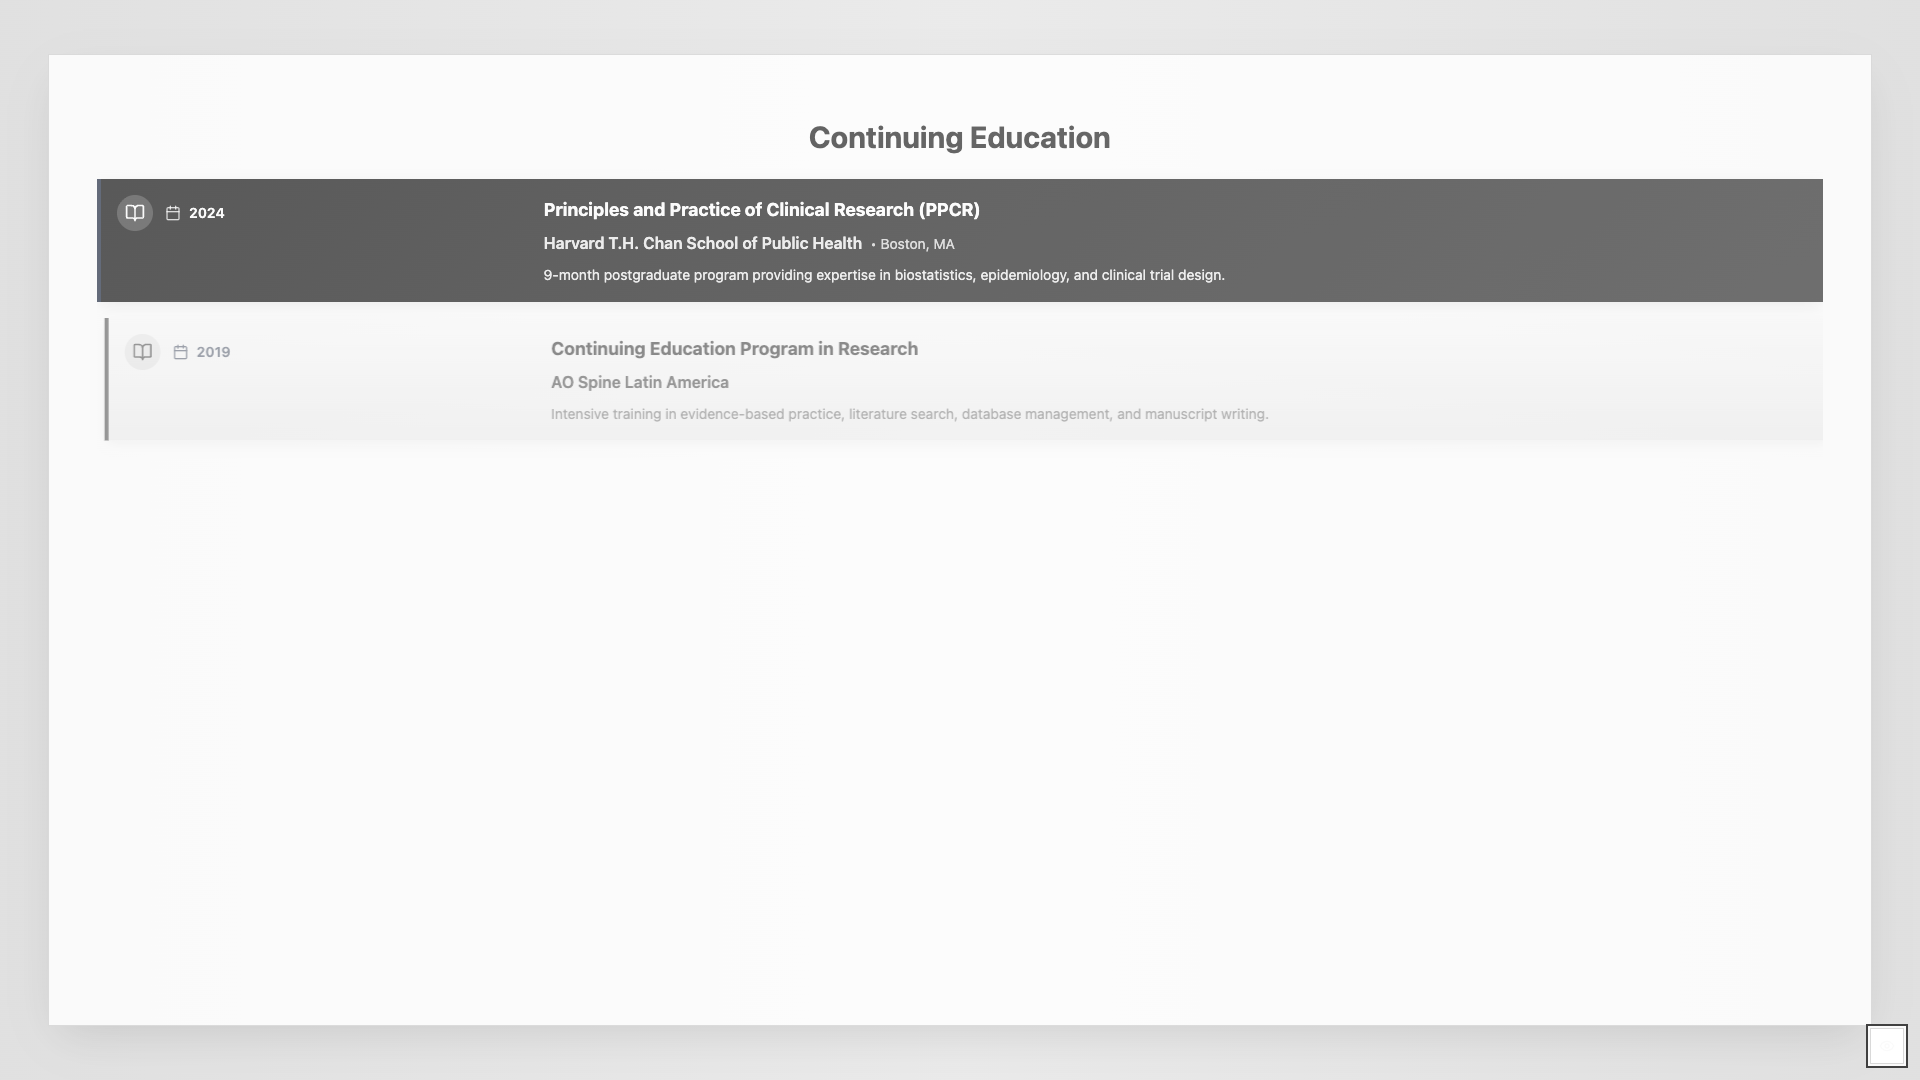 Continuing Education
2024
Principles and Practice of Clinical Research (PPCR)
Harvard T.H. Chan School of Public Health • Boston, MA
9-month postgraduate program providing expertise in biostatistics, epidemiology, and clinical trial design.
2019
Continuing Education Program in Research
AO Spine Latin America
Intensive training in evidence-based practice, literature search, database management, and manuscript writing.